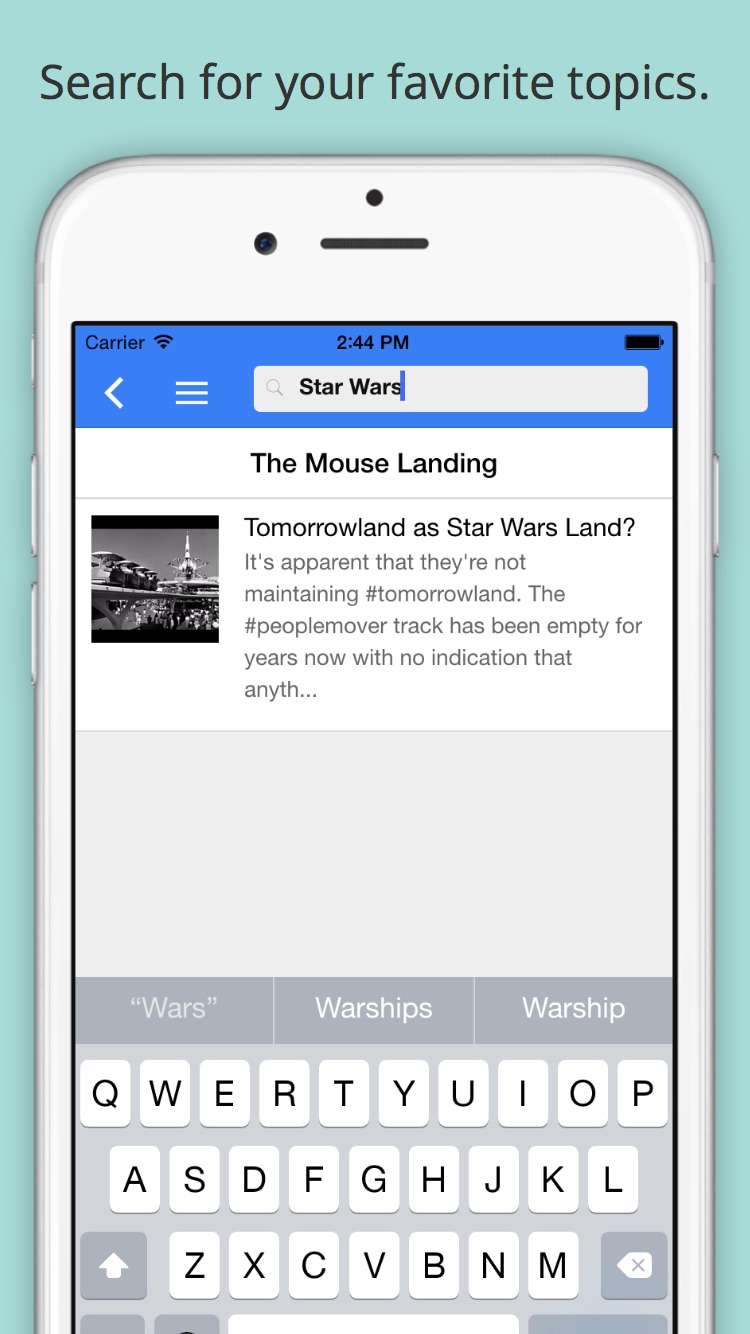 Search for your favorite topics.
Carrier 2:44 PM
Star Wars
The Mouse Landing
Tomorrowland as Star Wars Land?
It's apparent that they're not
maintaining #tomorrowland. The
#peoplemover track has been empty for
years now with no indication that
anyth...
“Wars” Warships Warship
Q W E R T Y U I O P
A S D F G H J K L
Z X C V B N M